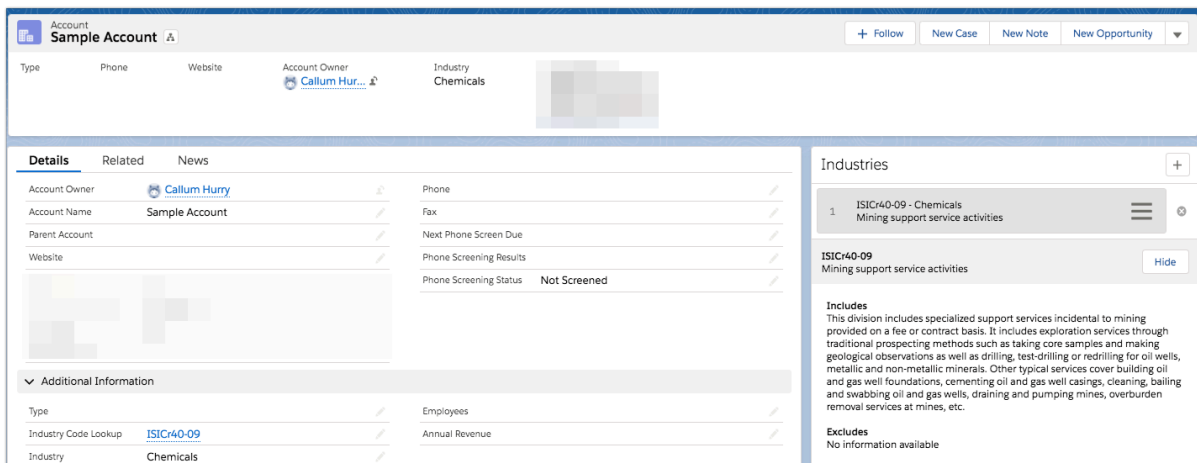 Account
Sample Account
+ Follow
New Case
New Note
New Opportunity
Type
Phone
Website
Account Owner
Industry
Callum Hur...
Chemicals
Details
Related
News
Account Owner
Callum Hurry
Account Name
Sample Account
Parent Account
Website
Phone
Fax
Next Phone Screen Due
Phone Screening Results
Phone Screening Status
Not Screened
Additional Information
Type
Industry Code Lookup
ISICr40-09
Industry
Chemicals
Employees
Annual Revenue
Industries
+
1
ISICr40-09 - Chemicals
Mining support service activities
ISICr40-09
Mining support service activities
Hide
Includes
This division includes specialized support services incidental to mining
provided on a fee or contract basis. It includes exploration services through
traditional prospecting methods such as taking core samples and making
geological observations as well as drilling, test-drilling or redrilling for oil wells,
metallic and non-metallic minerals. Other typical services cover building oil
and gas well foundations, cementing oil and gas well casings, cleaning, bailing
and swabbing oil and gas wells, draining and pumping mines, overburden
removal services at mines, etc.
Excludes
No information available